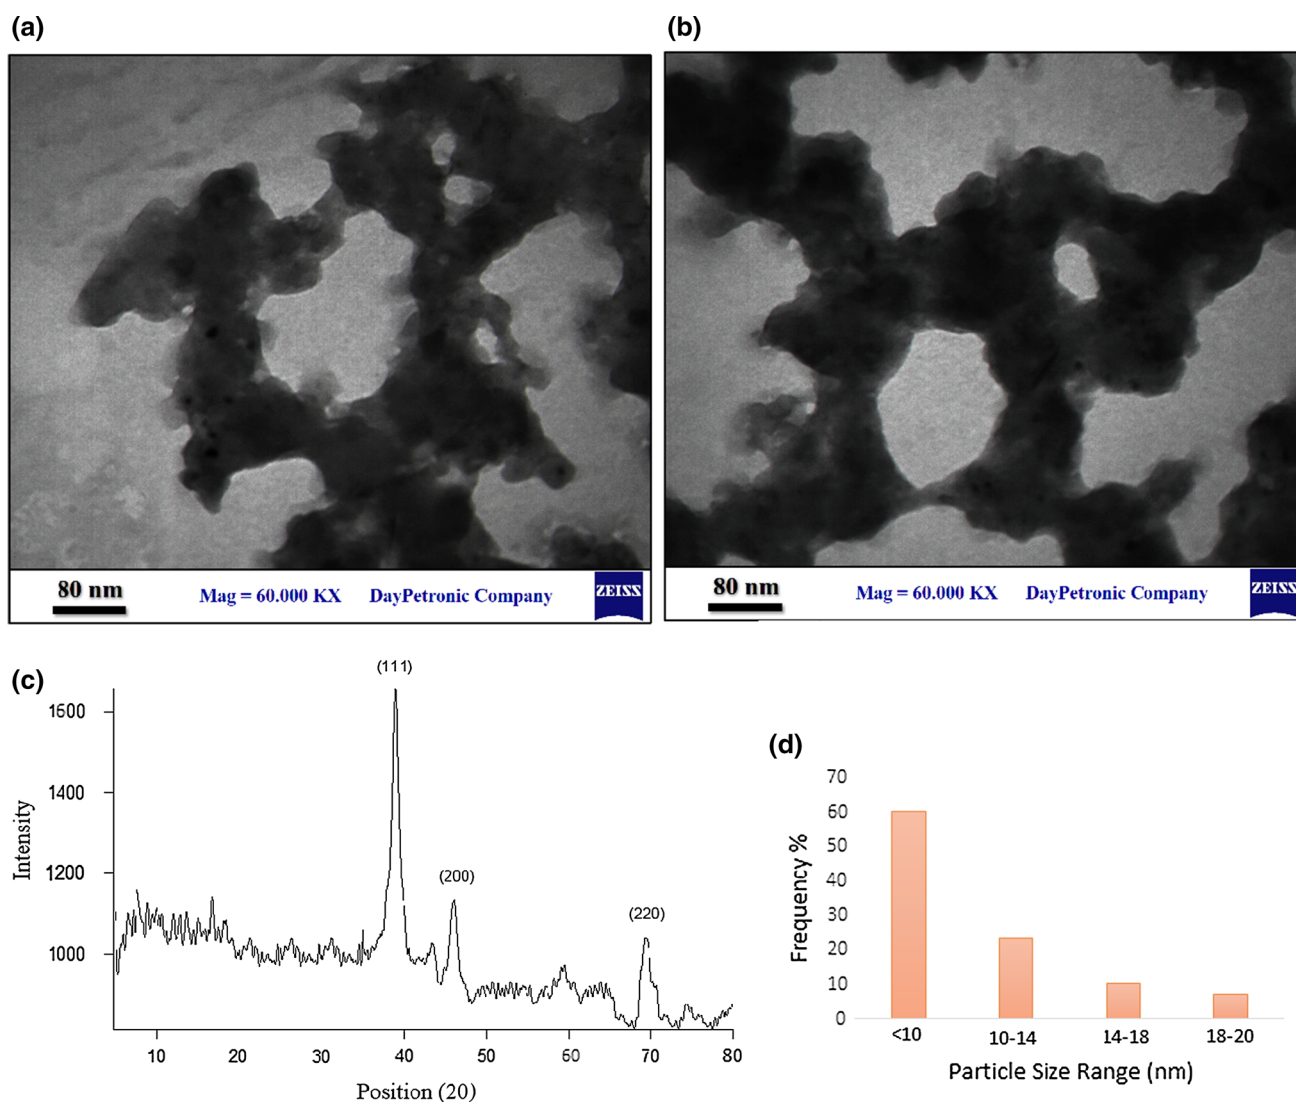 (a)
(b)
80 nm
Mag = 60.000 KX DayPetronic Company
ZEISS
80 nm
Mag = 60.000 KX DayPetronic Company
ZEISS
(c)
(111)
(200)
(220)
1600
1400
1200
1000
Intensity
10 20 30 40 50 60 70 80
Position (20)
(d)
70
60
50
40
30
20
10
0
Frequency %
<10 10-14 14-18 18-20
Particle Size Range (nm)